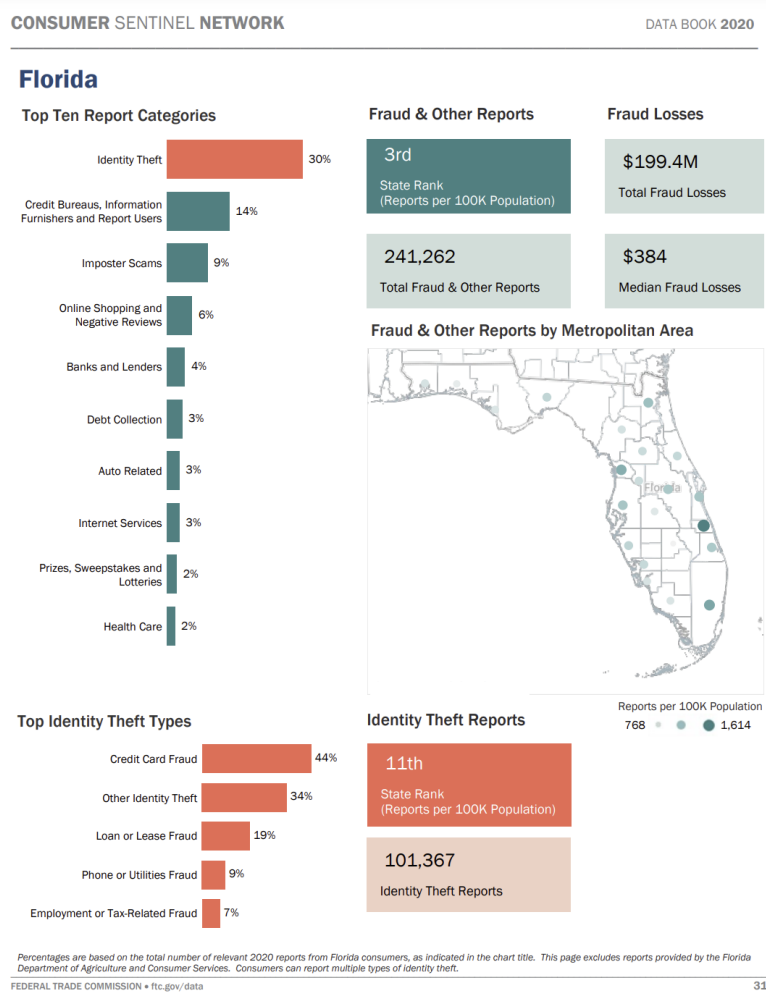 CONSUMER SENTINEL NETWORK
DATA BOOK 2020
Florida
Top Ten Report Categories
Identity Theft
30%
Credit Bureaus, Information
Furnishers and Report Users
14%
Imposter Scams
9%
Online Shopping and
Negative Reviews
6%
Banks and Lenders
4%
Debt Collection
3%
Auto Related
3%
Internet Services
3%
Prizes, Sweepstakes and
Lotteries
2%
Health Care
2%
Fraud & Other Reports
3rd
State Rank
(Reports per 100K Population)
241,262
Total Fraud & Other Reports
Fraud Losses
$199.4M
Total Fraud Losses
$384
Median Fraud Losses
Fraud & Other Reports by Metropolitan Area
Florida
Reports per 100K Population
768
1,614
Top Identity Theft Types
Credit Card Fraud
44%
Other Identity Theft
34%
Loan or Lease Fraud
19%
Phone or Utilities Fraud
9%
Employment or Tax-Related Fraud
7%
Identity Theft Reports
11th
State Rank
(Reports per 100K Population)
101,367
Identity Theft Reports
Percentages are based on the total number of relevant 2020 reports from Florida consumers, as indicated in the chart title. This page excludes reports provided by the Florida
Department of Agriculture and Consumer Services. Consumers can report multiple types of identity theft.
FEDERAL TRADE COMMISSION • ftc.gov/data
31